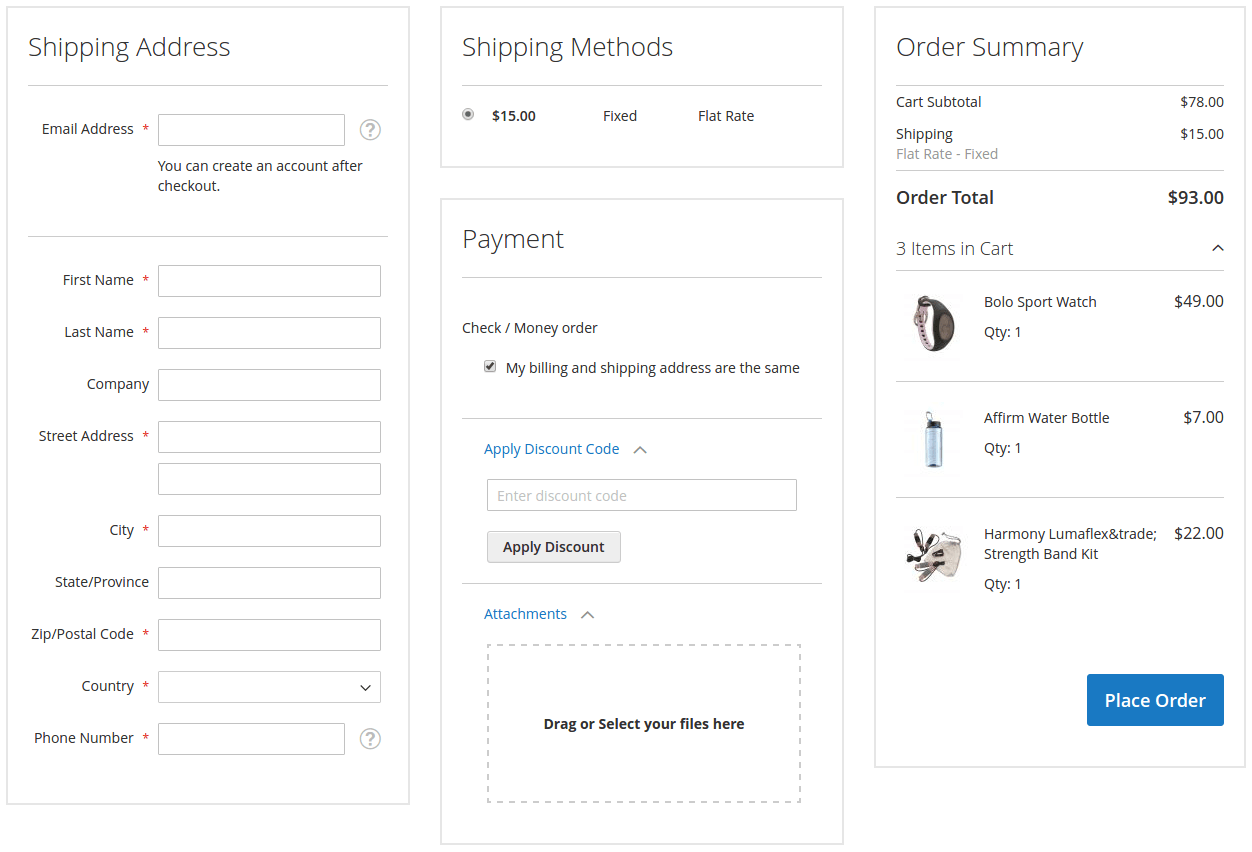 Shipping Address
Email Address *
?
You can create an account after
checkout.
First Name *
Last Name *
Company
Street Address *
City *
State/Province
Zip/Postal Code *
Country *
Phone Number *
?
Shipping Methods
$15.00 Fixed Flat Rate
Payment
Check / Money order
My billing and shipping address are the same
Apply Discount Code
Enter discount code
Apply Discount
Attachments
Drag or Select your files here
Order Summary
Cart Subtotal $78.00
Shipping $15.00
Flat Rate - Fixed
Order Total $93.00
3 Items in Cart
Bolo Sport Watch $49.00
Qty: 1
Affirm Water Bottle $7.00
Qty: 1
Harmony Lumaflex&trade; $22.00
Strength Band Kit
Qty: 1
Place Order